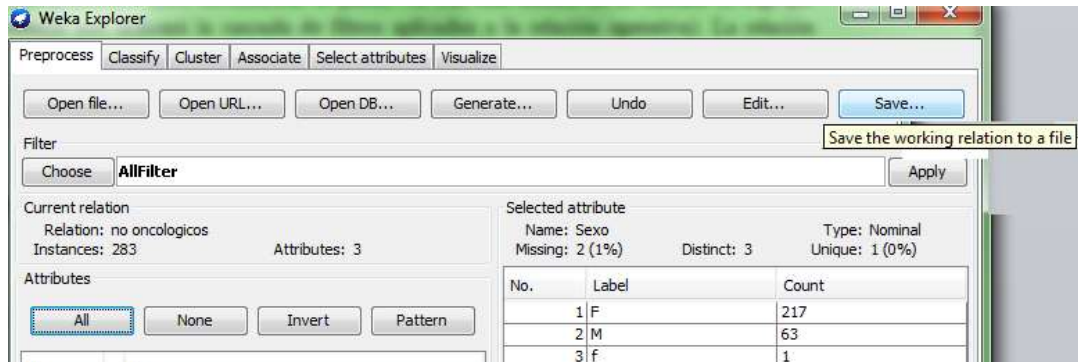 Weka Explorer
Preprocess Classify Cluster Associate Select attributes Visualize
Open file... Open URL... Open DB... Generate... Undo Edit... Save...
Save the working relation to a file
Filter
Choose AllFilter Apply
Current relation
Relation: no oncologicos
Instances: 283 Attributes: 3
Selected attribute
Name: Sexo Type: Nominal
Missing: 2 (1%) Distinct: 3 Unique: 1 (0%)
Attributes
All None Invert Pattern
No. Label Count
1 F 217
2 M 63
3 f 1